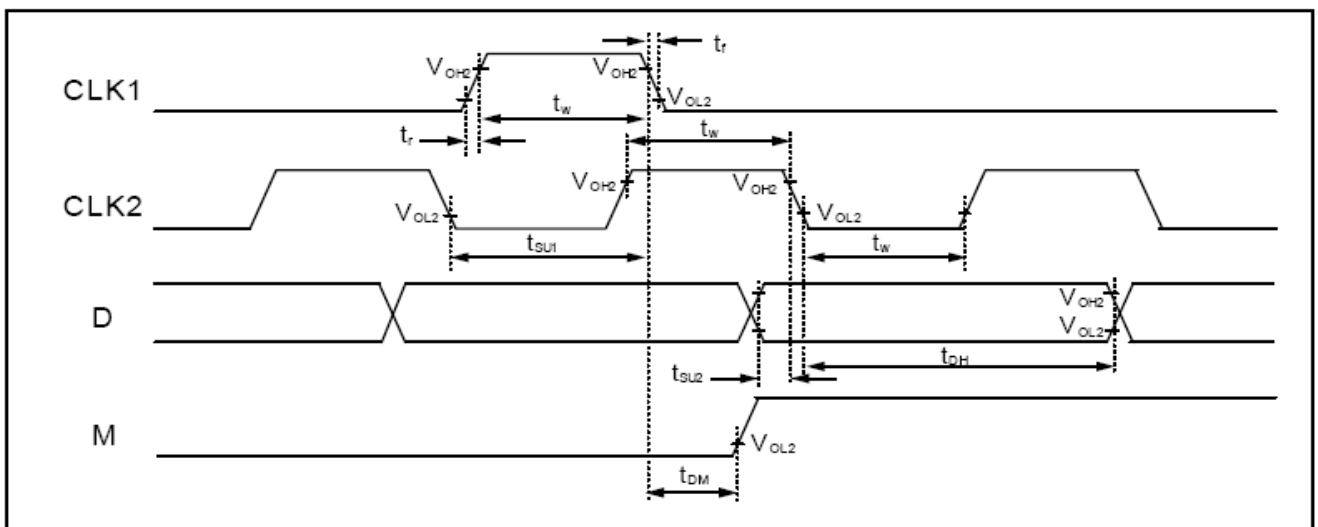 tf
VOH2
VOH2
CLK1
VOL2
tw
tr
tw
VOH2
VOH2
CLK2
VOL2
VOL2
tSU1
tw
D
VOH2
VOL2
tSU2
tDH
M
VOL2
tDM